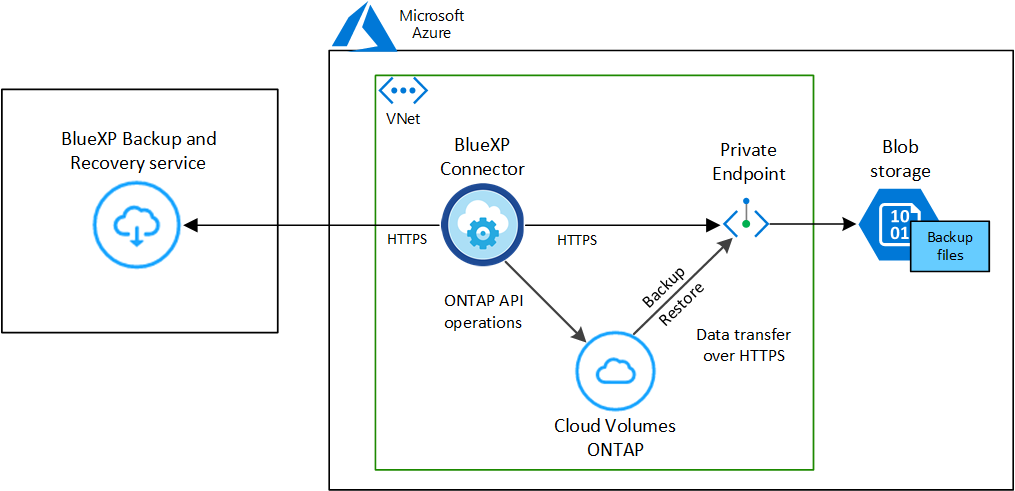 Microsoft
Azure
VNet
BlueXP Backup and
Recovery service
BlueXP
Connector
Private
Endpoint
Blob
storage
10
01
Backup
files
HTTPS
HTTPS
ONTAP API
operations
Backup
Restore
Data transfer
over HTTPS
Cloud Volumes
ONTAP